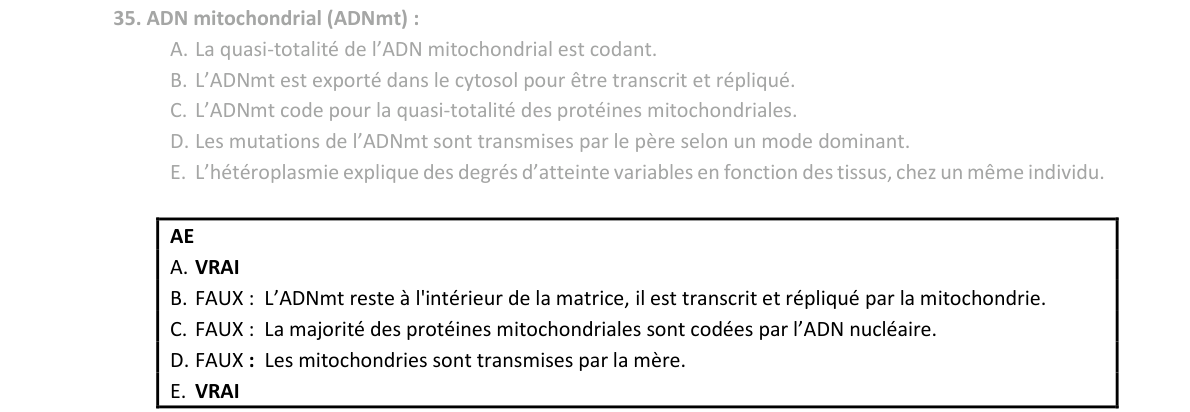 35. ADN mitochondrial (ADNmt) :
A. La quasi-totalité de l’ADN mitochondrial est codant.
B. L’ADNmt est exporté dans le cytosol pour être transcrit et répliqué.
C. L’ADNmt code pour la quasi-totalité des protéines mitochondriales.
D. Les mutations de l’ADNmt sont transmises par le père selon un mode dominant.
E. L’hétéroplasmie explique des degrés d’atteinte variables en fonction des tissus, chez un même individu.
AE
A. VRAI
B. FAUX : L’ADNmt reste à l'intérieur de la matrice, il est transcrit et répliqué par la mitochondrie.
C. FAUX : La majorité des protéines mitochondriales sont codées par l’ADN nucléaire.
D. FAUX : Les mitochondries sont transmises par la mère.
E. VRAI